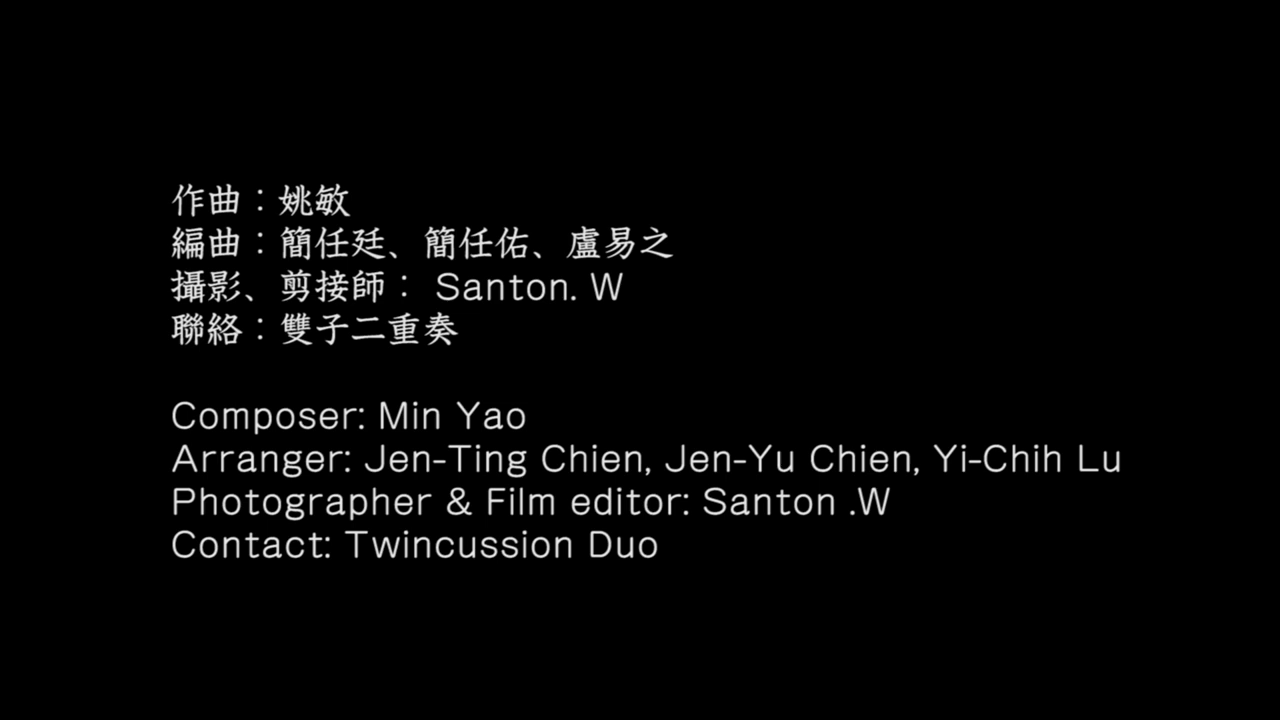 作曲：姚敏
編曲：簡任廷、簡任佑、盧易之
攝影、剪接師： Santon. W
聯絡：雙子二重奏
Composer: Min Yao
Arranger: Jen-Ting Chien, Jen-Yu Chien, Yi-Chih Lu
Photographer & Film editor: Santon .W
Contact: Twincussion Duo